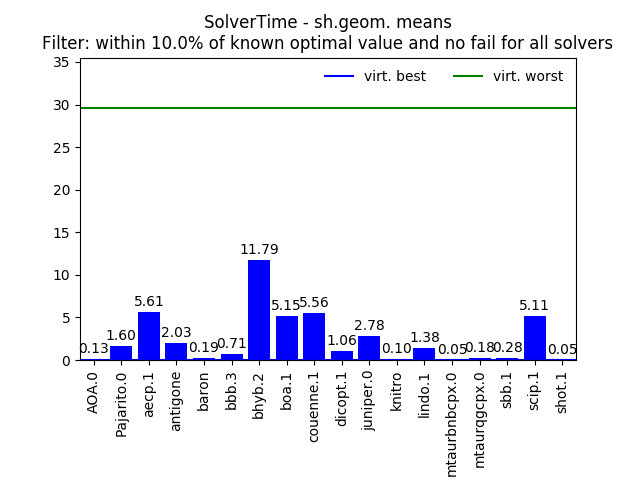 SolverTime - sh.geom. means
Filter: within 10.0% of known optimal value and no fail for all solvers
virt. best
virt. worst
35
30
25
20
15
10
5
0
0.13
1.60
5.61
2.03
0.19
0.71
11.79
5.15
5.56
1.06
2.78
0.10
1.38
0.05
0.18
0.28
5.11
0.05
AOA.0
Pajarito.0
aecp.1
antigone
baron
bbb.3
bhyb.2
boa.1
couenne.1
dicopt.1
juniper.0
knitro
lindo.1
mtaurbnbcpx.0
mtaurqgcpx.0
sbb.1
scip.1
shot.1